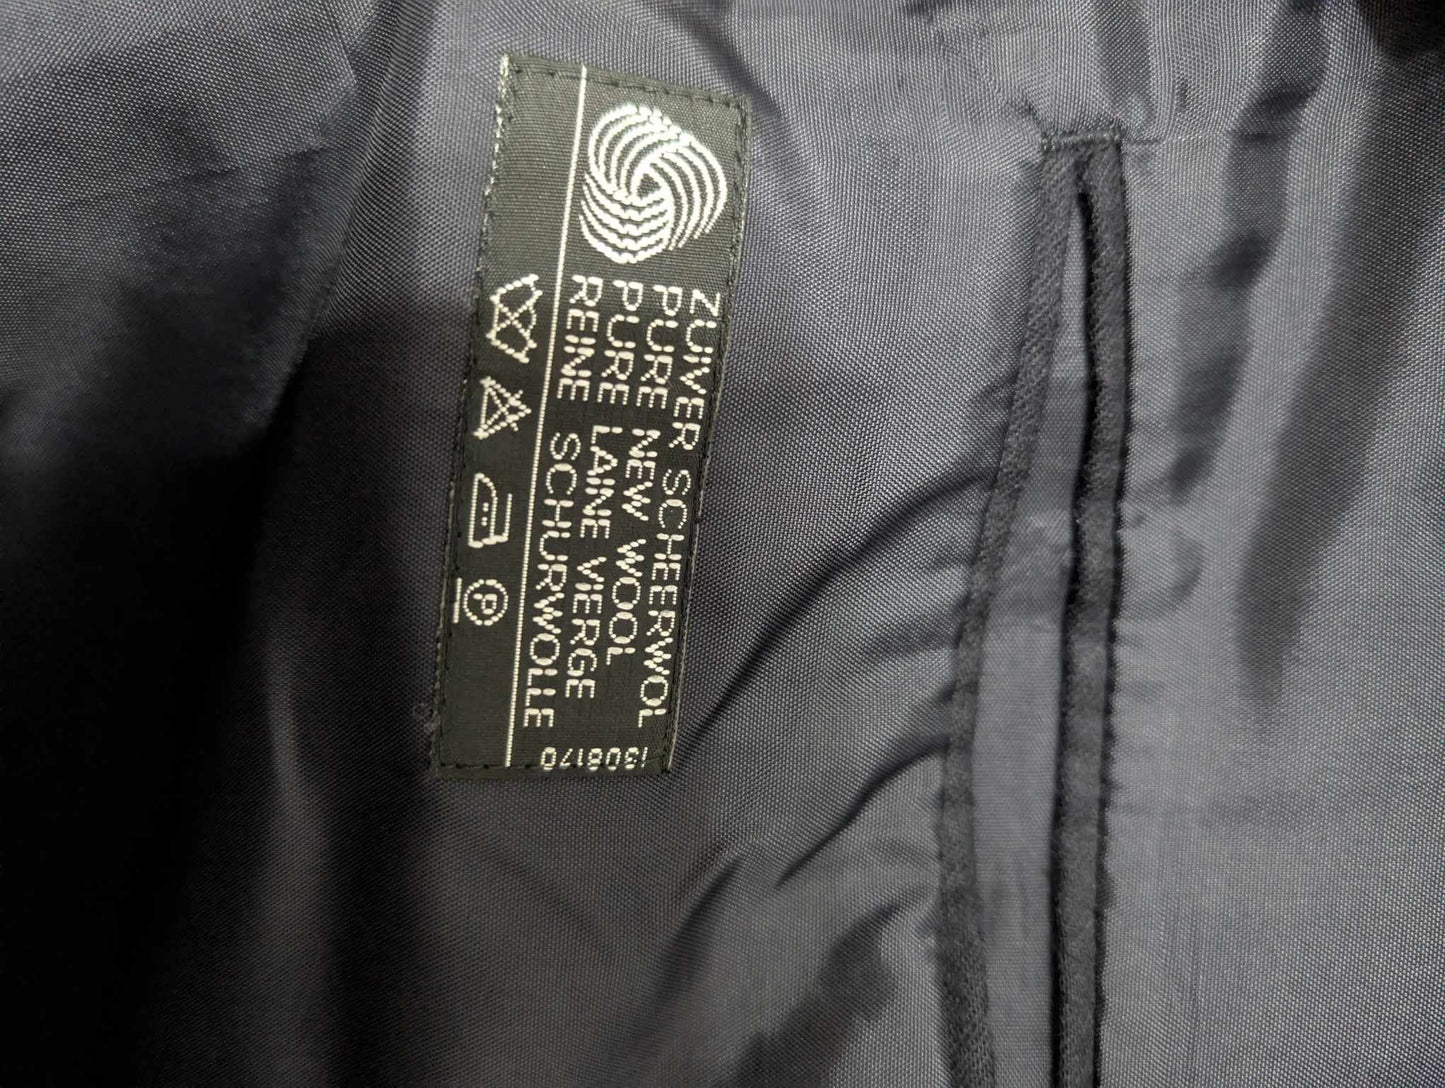 ZUIVER SCHEERWOL
PURE NEW WOOL
PURE LAINE VIERGE
REINE SCHURWOLLE
1308170
P